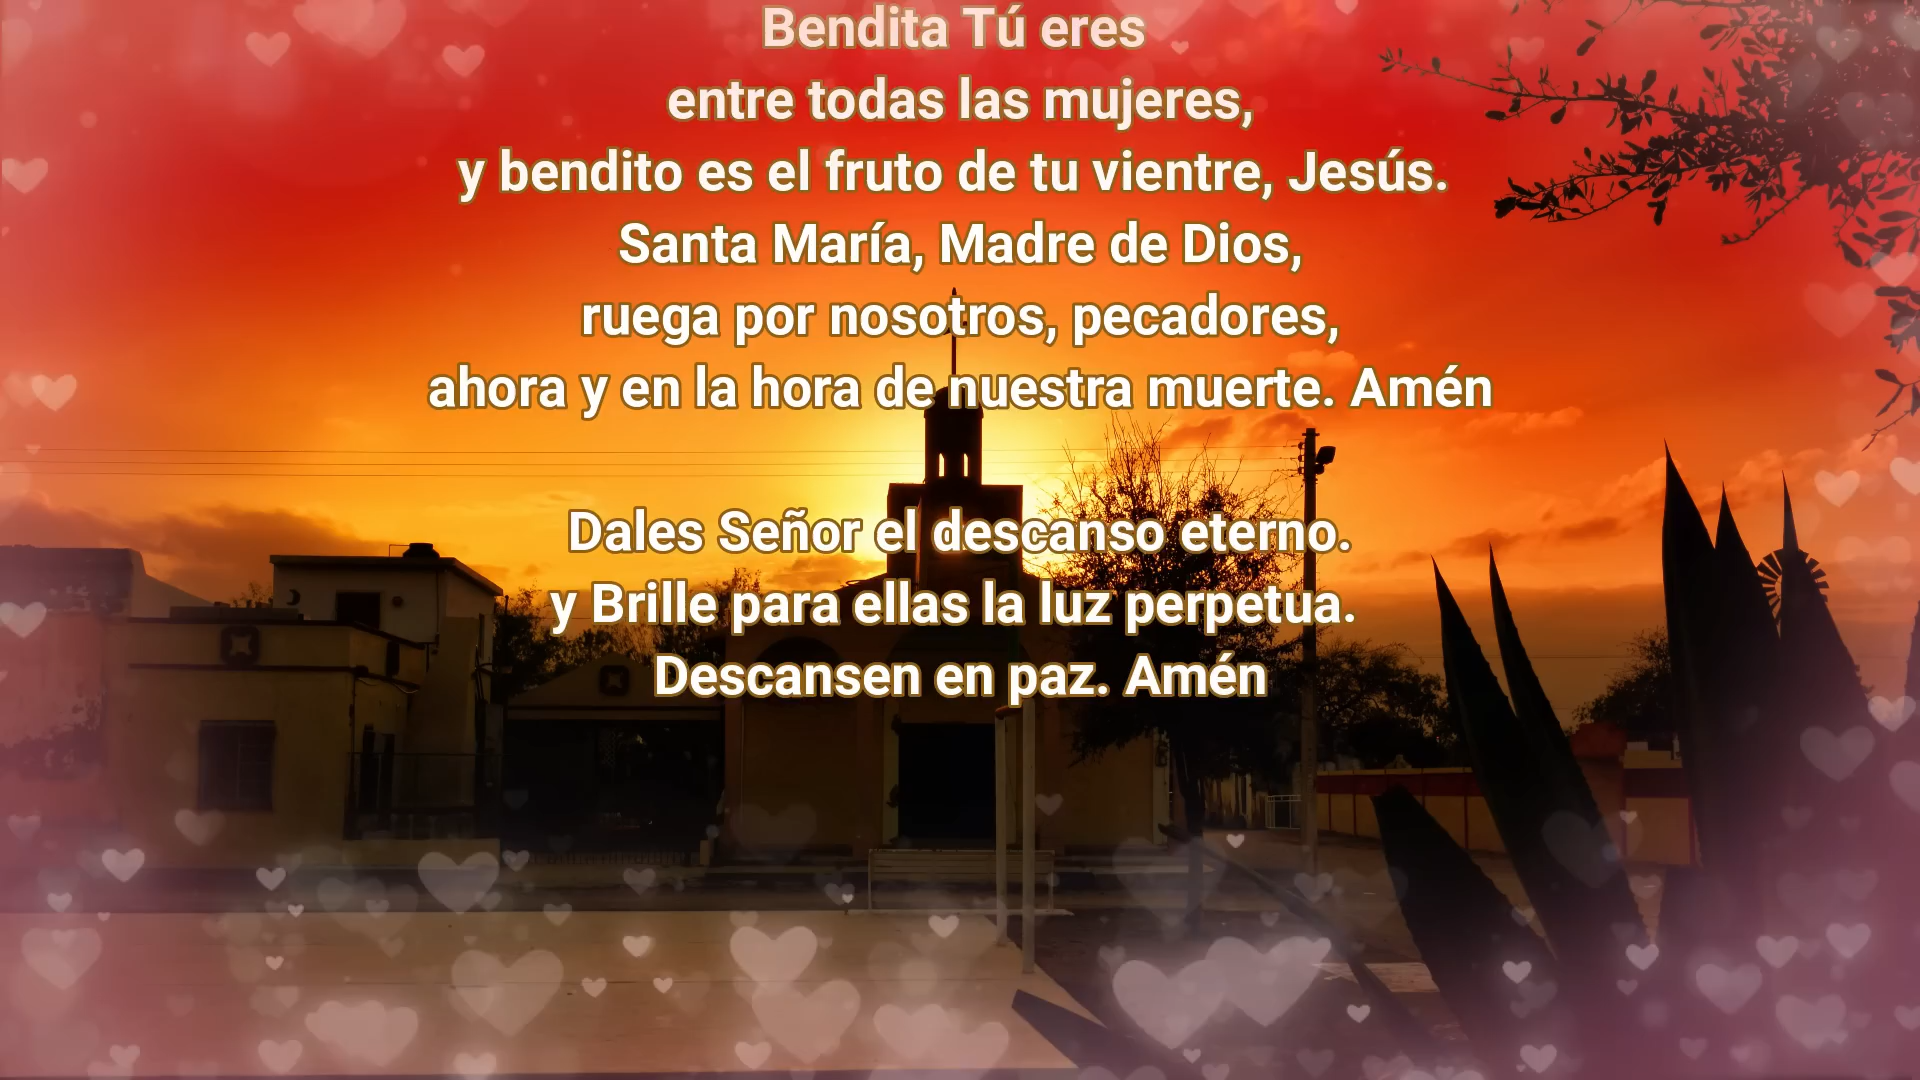 Bendita Tú eres
entre todas las mujeres,
y bendito es el fruto de tu vientre, Jesús.
Santa María, Madre de Dios,
ruega por nosotros, pecadores,
ahora y en la hora de nuestra muerte. Amén
Dales Señor el descanso eterno.
y Brille para ellas la luz perpetua.
Descansen en paz. Amén